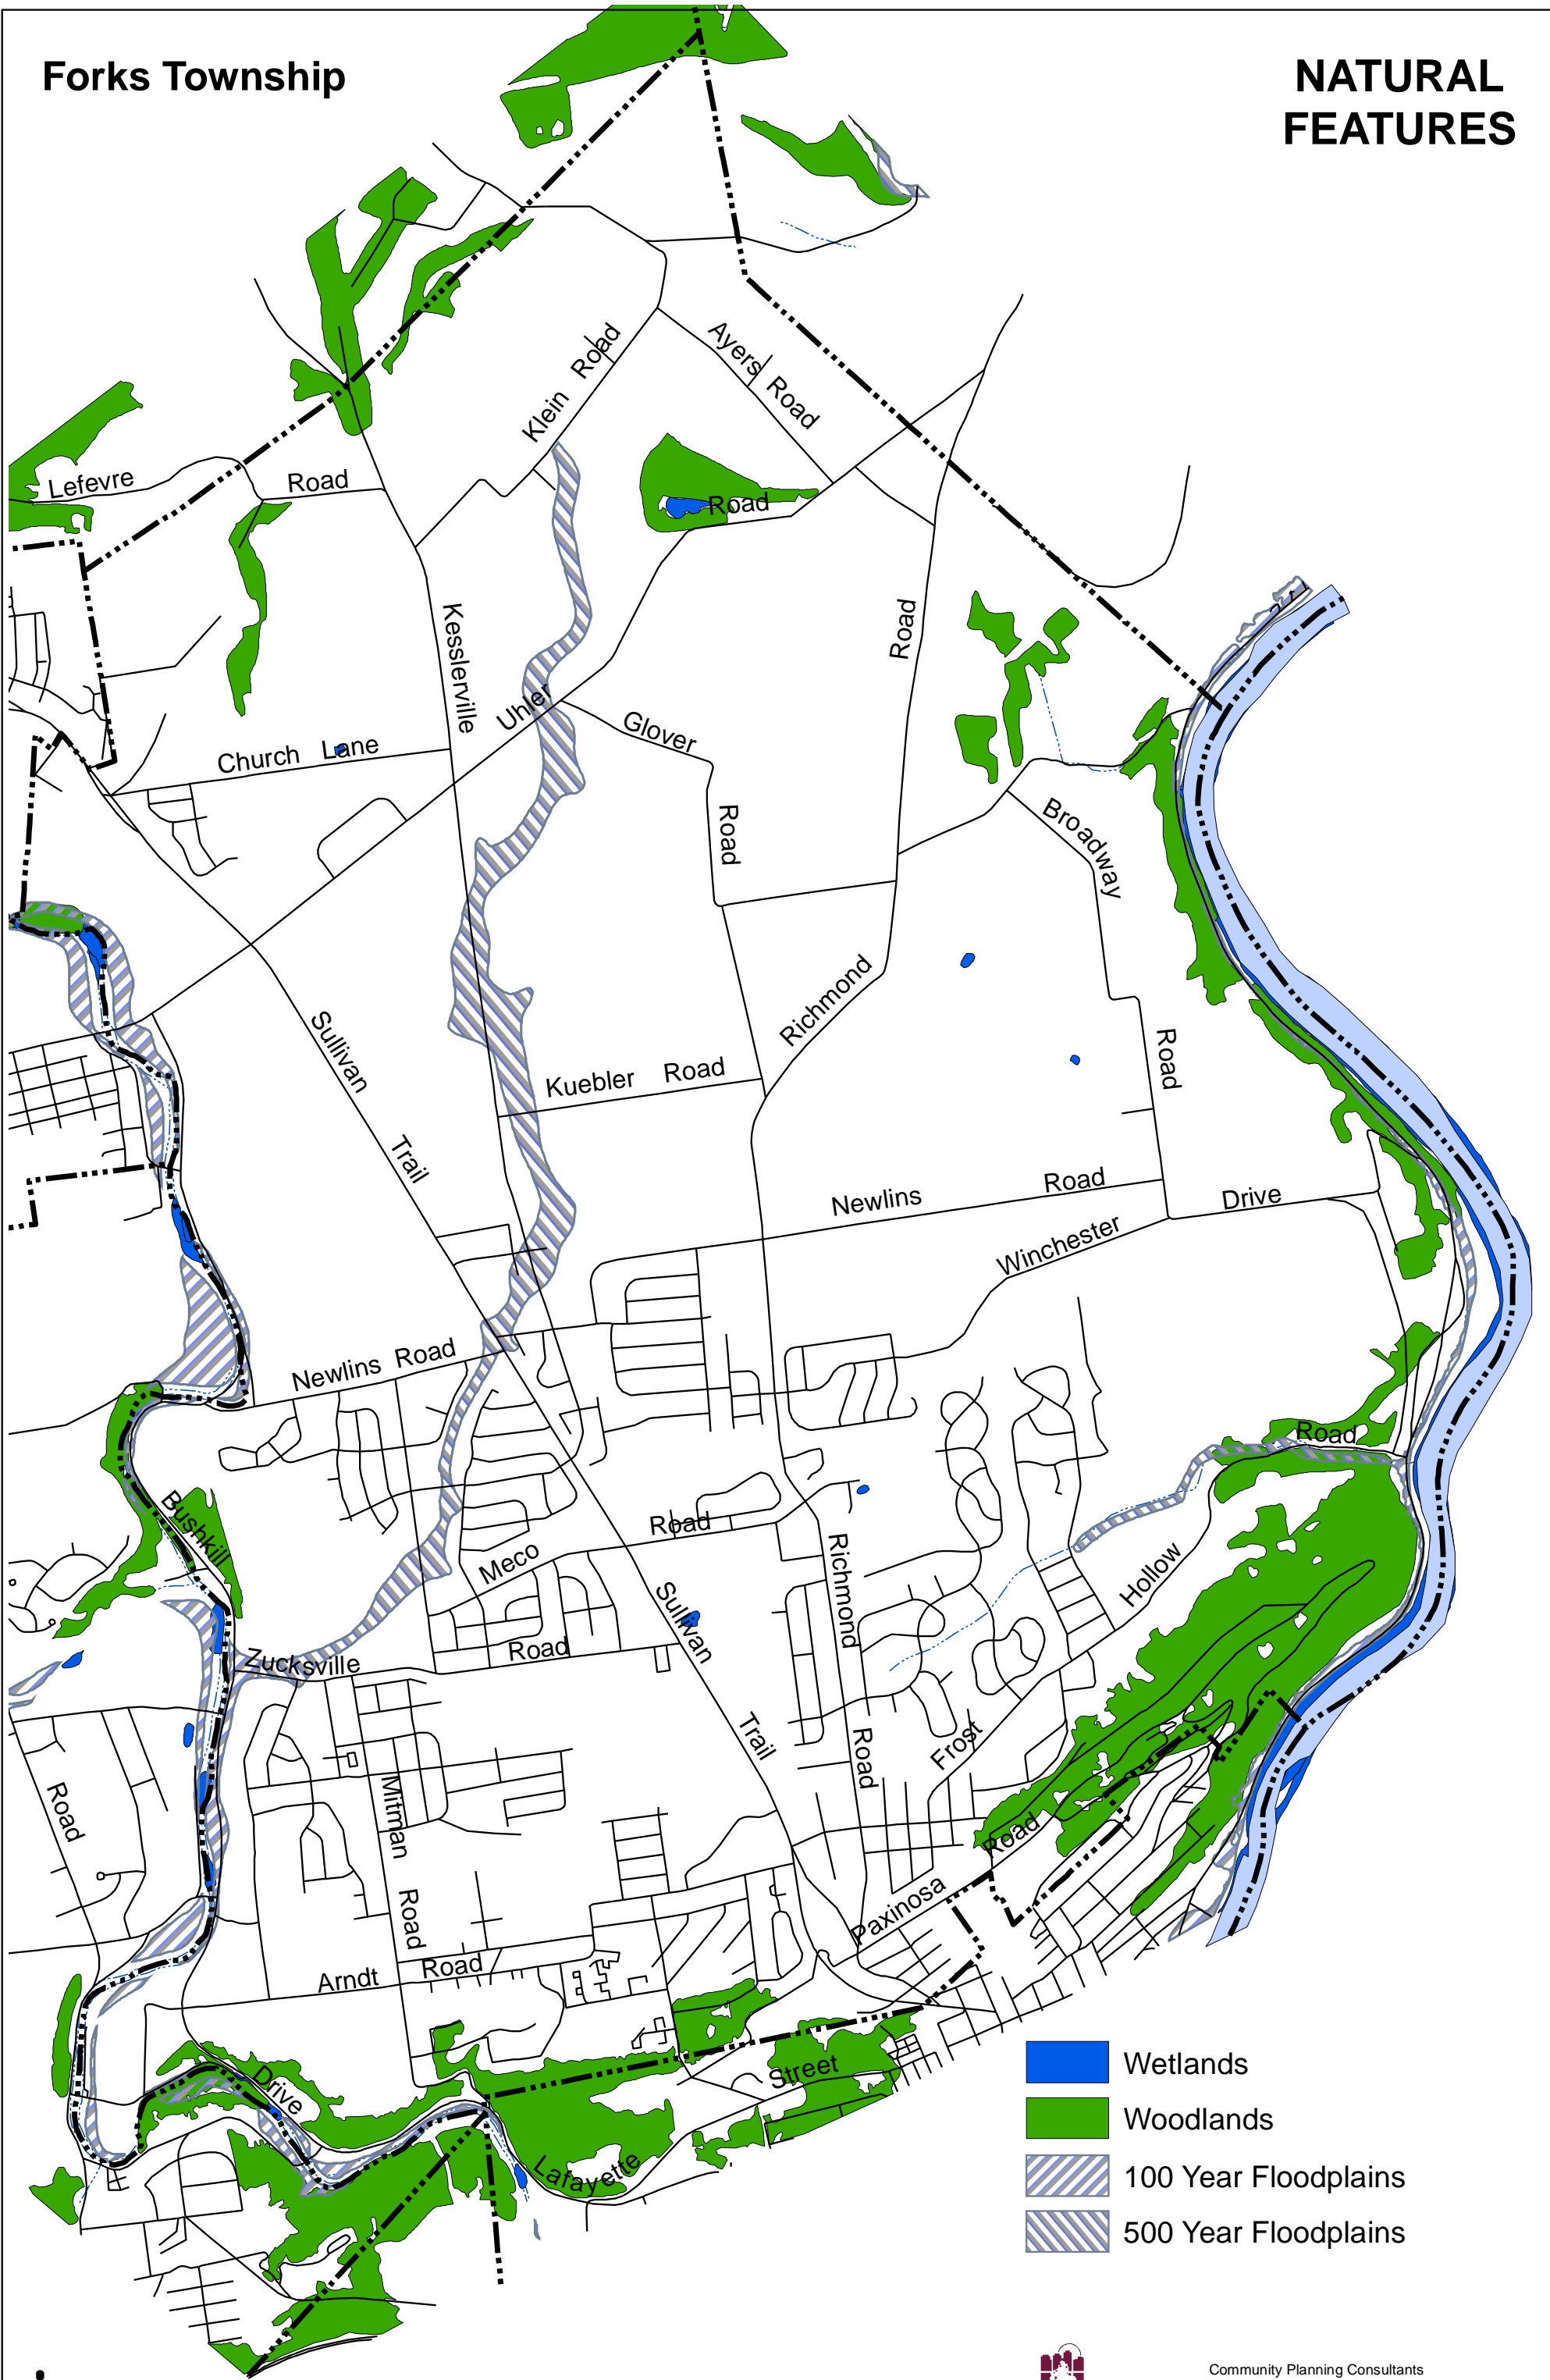 Forks Township
NATURAL
FEATURES
Klein Road
Ayers Road
Lefevre Road
Road
Kesslerville
Road
Uhler
Glover
Church Lane
Road
Broadway
Richmond
Sullivan
Road
Kuebler Road
Trail
Newlins Road
Drive
Winchester
Newlins Road
Road
Bushkill
Road
Meco
Richmond
Hollow
Sullivan
Zucksville
Road
Trail
Frost
Road
Road
Mitman
Road
Paxinosa
Road
Arndt Road
Drive
Street
Lafayette
Wetlands
Woodlands
100 Year Floodplains
500 Year Floodplains
Community Planning Consultants